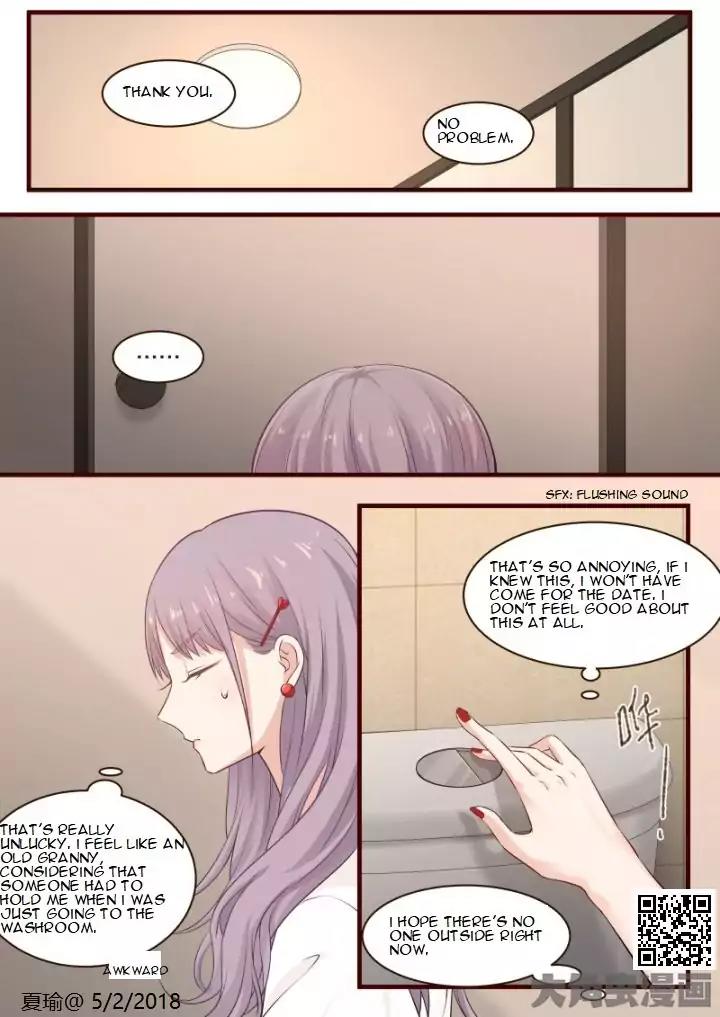 THANK YOU.
NO
PROBLEM.
......
SFX: FLUSHING SOUND
THAT'S SO ANNOYING, IF I
KNEW THIS, I WON'T HAVE
COME FOR THE DATE. I
DON'T FEEL GOOD ABOUT
THIS AT ALL.
THAT'S REALLY
UNLUCKY. I FEEL LIKE AN
OLD GRANNY,
CONSIDERING THAT
SOMEONE HAD TO
HOLD ME WHEN I WAS
JUST GOING TO THE
WASHROOM.
AWKWARD
I HOPE THERE'S NO
ONE OUTSIDE RIGHT
NOW.
夏瑜@ 5/2/2018